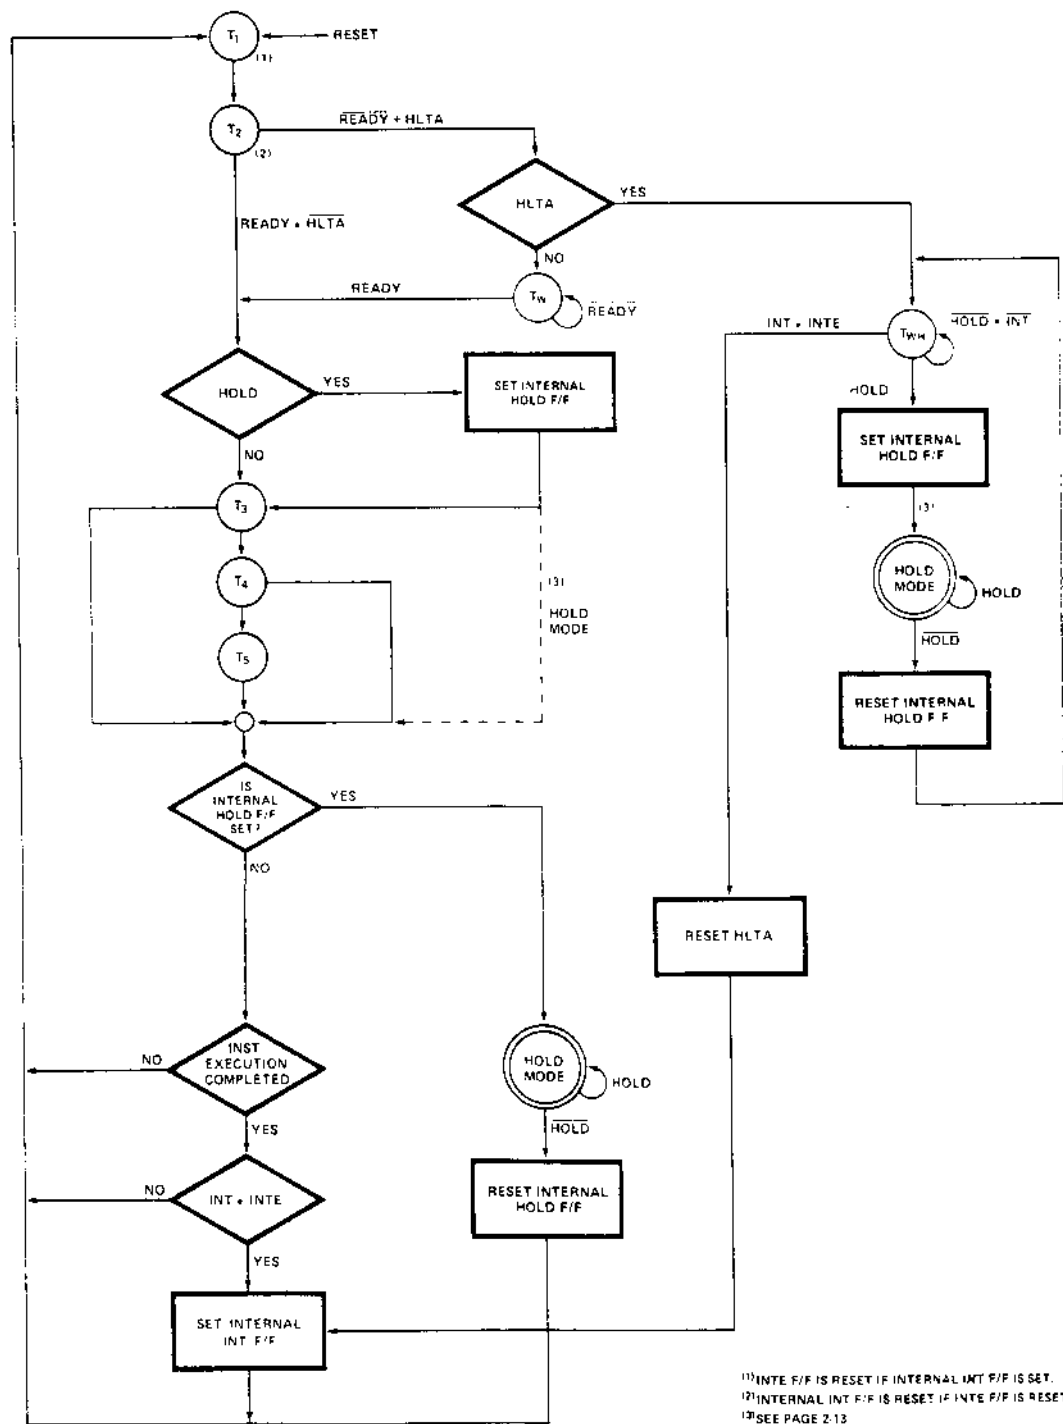 T1
RESET
(1)
T2
READY + HLTA
(2)
HLTA
YES
READY • HLTA
NO
READY
TW
READY
INT • INTE
TWH
HOLD • INT
HOLD
YES
SET INTERNAL
HOLD F/F
HOLD
NO
SET INTERNAL
HOLD F/F
T3
(3)
T4
(3)
HOLD
MODE
HOLD
MODE
HOLD
HOLD
T5
RESET INTERNAL
HOLD F/F
IS
INTERNAL
HOLD F/F
SET?
YES
NO
RESET HLTA
INST
EXECUTION
COMPLETED
NO
YES
HOLD
MODE
HOLD
HOLD
INT • INTE
NO
YES
RESET INTERNAL
HOLD F/F
SET INTERNAL
INT F/F
(1) INTE F/F IS RESET IF INTERNAL INT F/F IS SET.
(2) INTERNAL INT F/F IS RESET IF INTE F/F IS RESET
(3) SEE PAGE 2-13